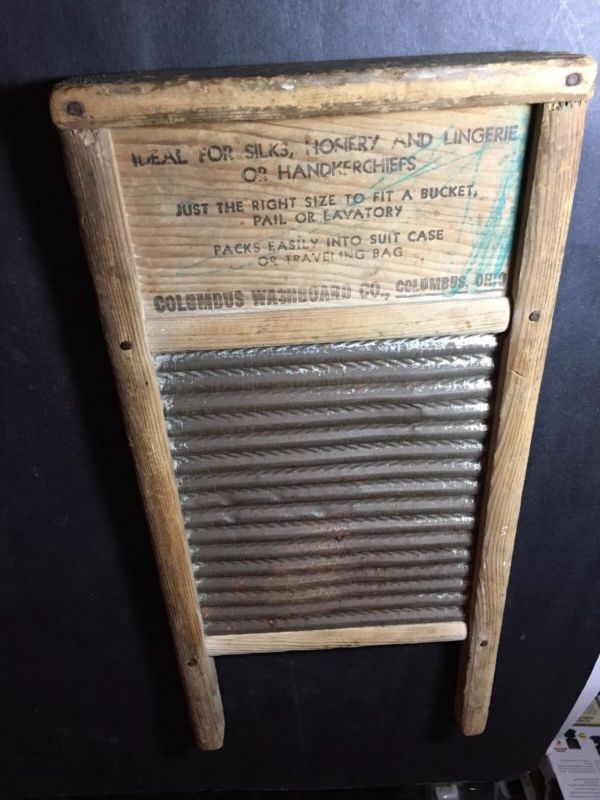 IDEAL FOR SILKS, HOSIERY AND LINGERIE
OR HANDKERCHIEFS
JUST THE RIGHT SIZE TO FIT A BUCKET,
PAIL OR LAVATORY
PACKS EASILY INTO SUIT CASE
OR TRAVELING BAG
COLUMBUS WASHBOARD CO., COLUMBUS, OHIO